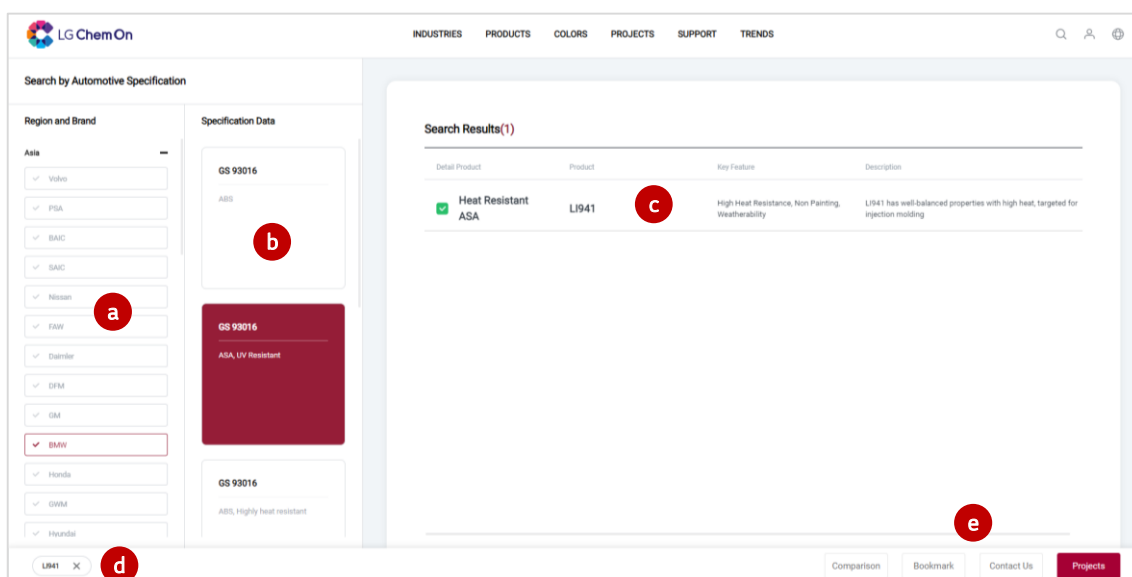 LG Chem On
INDUSTRIES PRODUCTS COLORS PROJECTS SUPPORT TRENDS
Search by Automotive Specification
Region and Brand
Asia
Volvo
PSA
BAIC
SAIC
Nissan
a
FAW
Daimler
DFM
GM
BMW
Honda
GWM
Hyundai
Specification Data
GS 93016
ABS
b
GS 93016
ASA, UV Resistant
GS 93016
ABS, Highly heat resistant
Search Results(1)
Detail Product Product Key Feature Description
Heat Resistant
ASA
LI941
c
High Heat Resistance, Non Painting,
Weatherability
LI941 has well-balanced properties with high heat, targeted for
injection molding
e
LI941 X
d
Comparison Bookmark Contact Us Projects